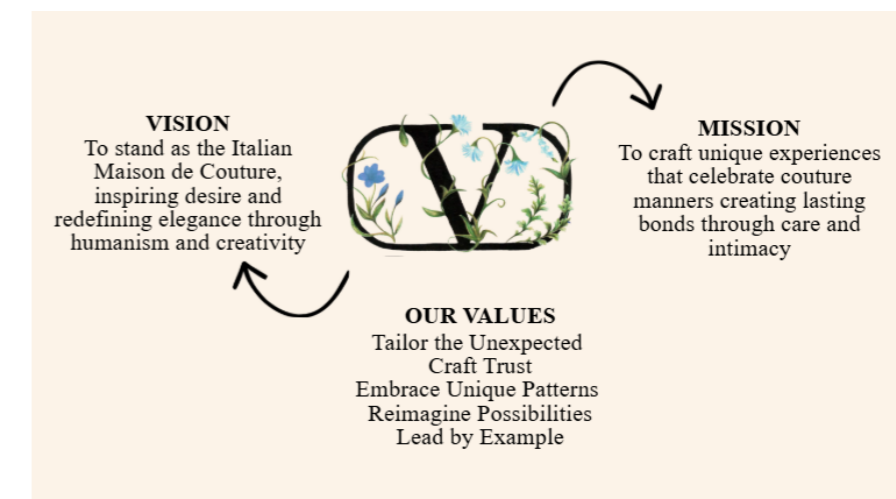 VISION
To stand as the Italian
Maison de Couture,
inspiring desire and
redefining elegance through
humanism and creativity
V
MISSION
To craft unique experiences
that celebrate couture
manners creating lasting
bonds through care and
intimacy
OUR VALUES
Tailor the Unexpected
Craft Trust
Embrace Unique Patterns
Reimagine Possibilities
Lead by Example